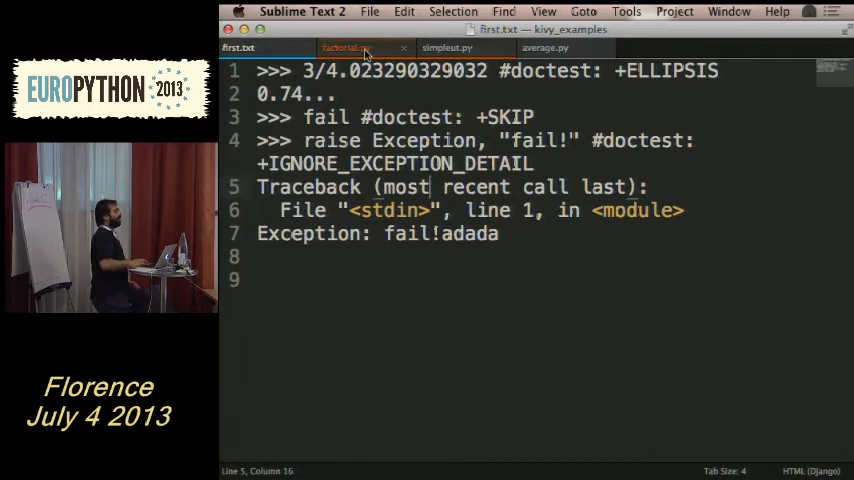 Sublime Text 2 File Edit Selection Find View Goto Tools Project Window Help
first.txt — kivy_examples
first.txt factorial.py simpleut.py average.py
EUROPYTHON 2013
1 >>> 3/4.023290329032 #doctest: +ELLIPSIS
2 0.74...
3 >>> fail #doctest: +SKIP
4 >>> raise Exception, "fail!" #doctest:
+IGNORE_EXCEPTION_DETAIL
5 Traceback (most recent call last):
6 File "<stdin>", line 1, in <module>
7 Exception: fail!adada
8
9
Florence
July 4 2013
Line 5, Column 16 Tab Size: 4 HTML (Django)